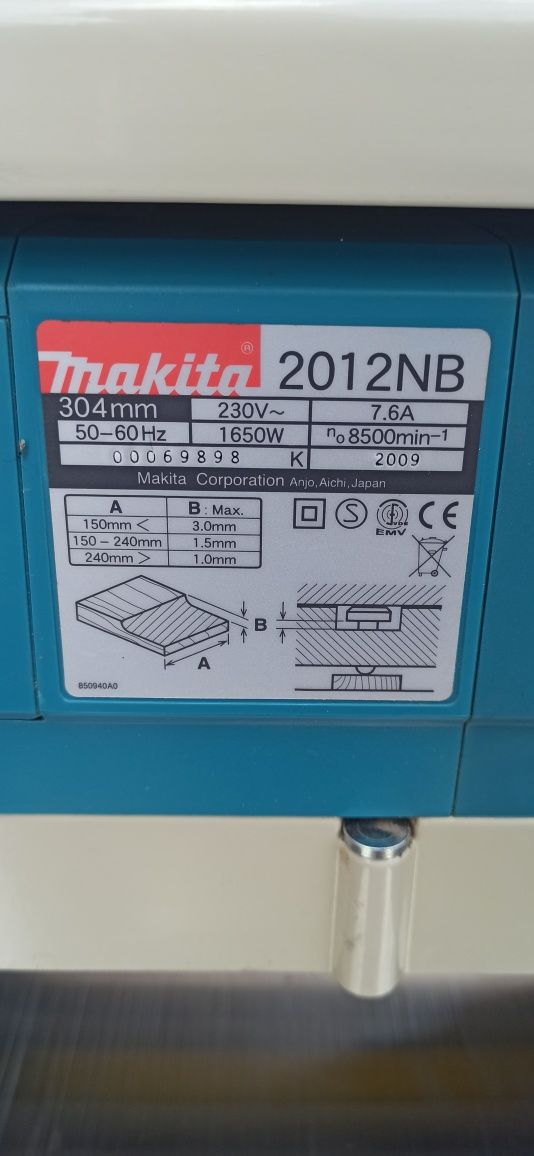 makita® 2012NB
304mm 230V~ 7.6A
50-60Hz 1650W n₀ 8500min⁻¹
00069898 K 2009
Makita Corporation Anjo, Aichi, Japan
A B : Max.
150mm < 3.0mm
150 - 240mm 1.5mm
240mm > 1.0mm
S VDE CE
EMV
B
A
850940A0